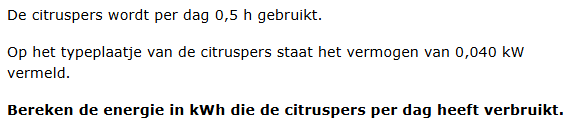 De citruspers wordt per dag 0,5 h gebruikt.
Op het typeplaatje van de citruspers staat het vermogen van 0,040 kW
vermeld.
Bereken de energie in kWh die de citruspers per dag heeft verbruikt.